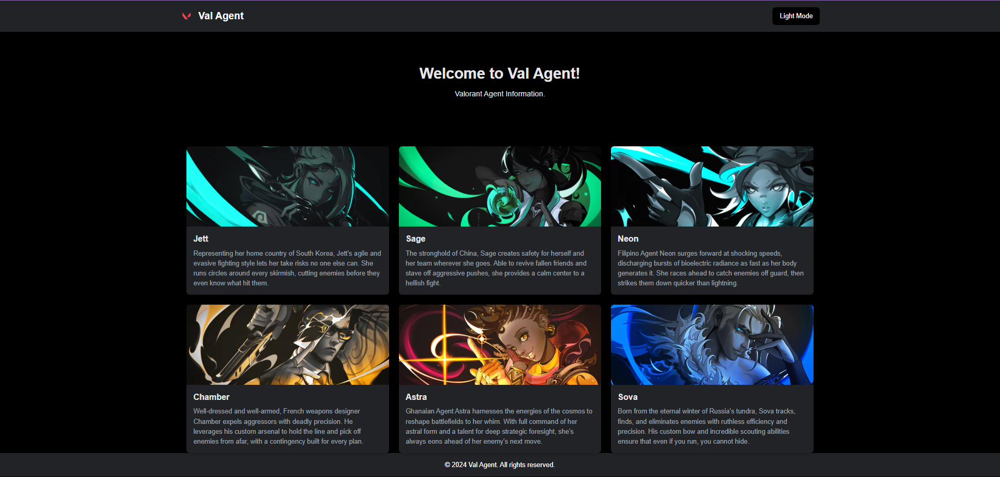 Val Agent
Light Mode
Welcome to Val Agent!
Valorant Agent Information.
Jett
Representing her home country of South Korea, Jett's agile and
evasive fighting style lets her take risks no one else can. She
runs circles around every skirmish, cutting enemies before they
even know what hit them.
Sage
The stronghold of China, Sage creates safety for herself and
her team wherever she goes. Able to revive fallen friends and
stave off aggressive pushes, she provides a calm center to a
hellish fight.
Neon
Filipino Agent Neon surges forward at shocking speeds,
discharging bursts of bioelectric radiance as fast as her body
generates it. She races ahead to catch enemies off guard, then
strikes them down quicker than lightning.
Chamber
Well-dressed and well-armed, French weapons designer
Chamber expels aggressors with deadly precision. He
leverages his custom arsenal to hold the line and pick off
enemies from afar, with a contingency built for every plan.
Astra
Ghanaian Agent Astra harnesses the energies of the cosmos to
reshape battlefields to her whim. With full command of her
astral form and a talent for deep strategic foresight, she's
always eons ahead of her enemy's next move.
Sova
Born from the eternal winter of Russia's tundra, Sova tracks,
finds, and eliminates enemies with ruthless efficiency and
precision. His custom bow and incredible scouting abilities
ensure that even if you run, you cannot hide.
© 2024 Val Agent. All rights reserved.